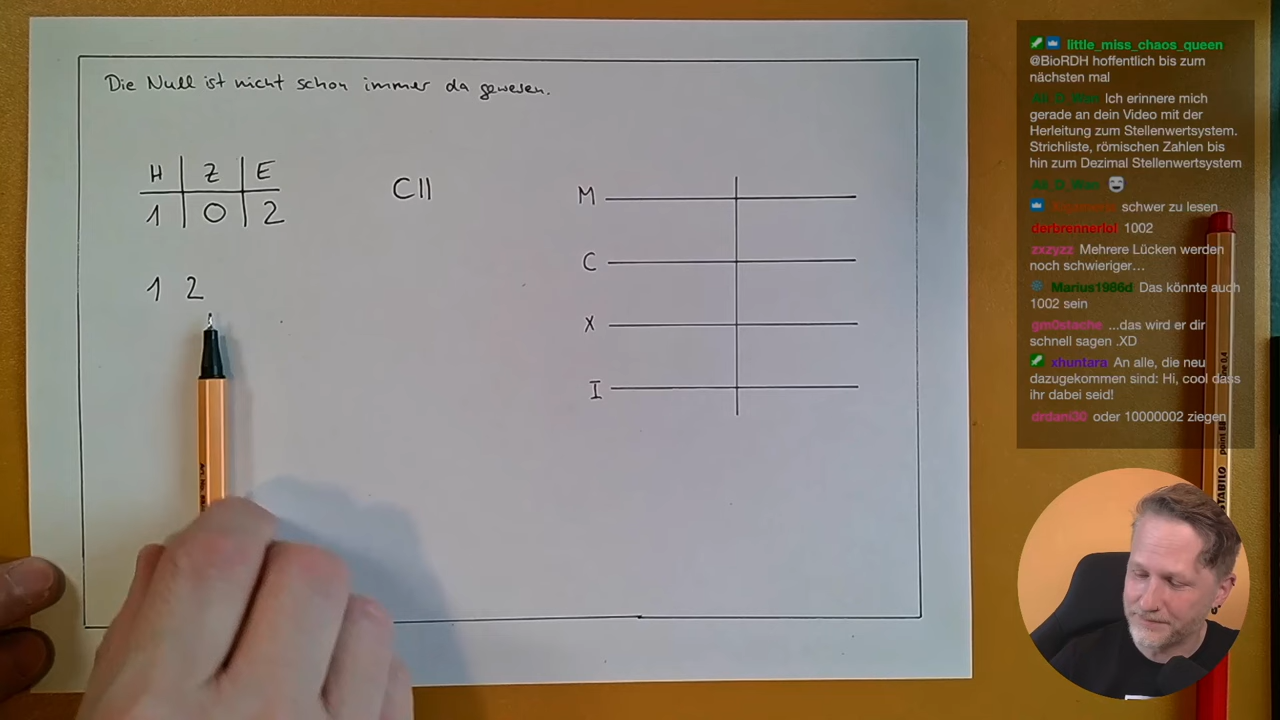 Die Null ist nicht schon immer da gewesen.
H Z E
1 0 2
1 2
CII
M
C
X
I
little_miss_chaos_queen
@BioRDH hoffentlich bis zum
nächsten mal
Ich erinnere mich
gerade an dein Video mit der
Herleitung zum Stellenwertsystem.
Strichliste, römischen Zahlen bis
hin zum Dezimal Stellenwertsystem
schwer zu lesen
derbrennerlol 1002
zxzyzz Mehrere Lücken werden
noch schwieriger…
Marius1986d Das könnte auch
1002 sein
gm0stache ...das wird er dir
schnell sagen .XD
xhuntara An alle, die neu
dazugekommen sind: Hi, cool dass
ihr dabei seid!
drdani30 oder 10000002 ziegen
STABILO point 88